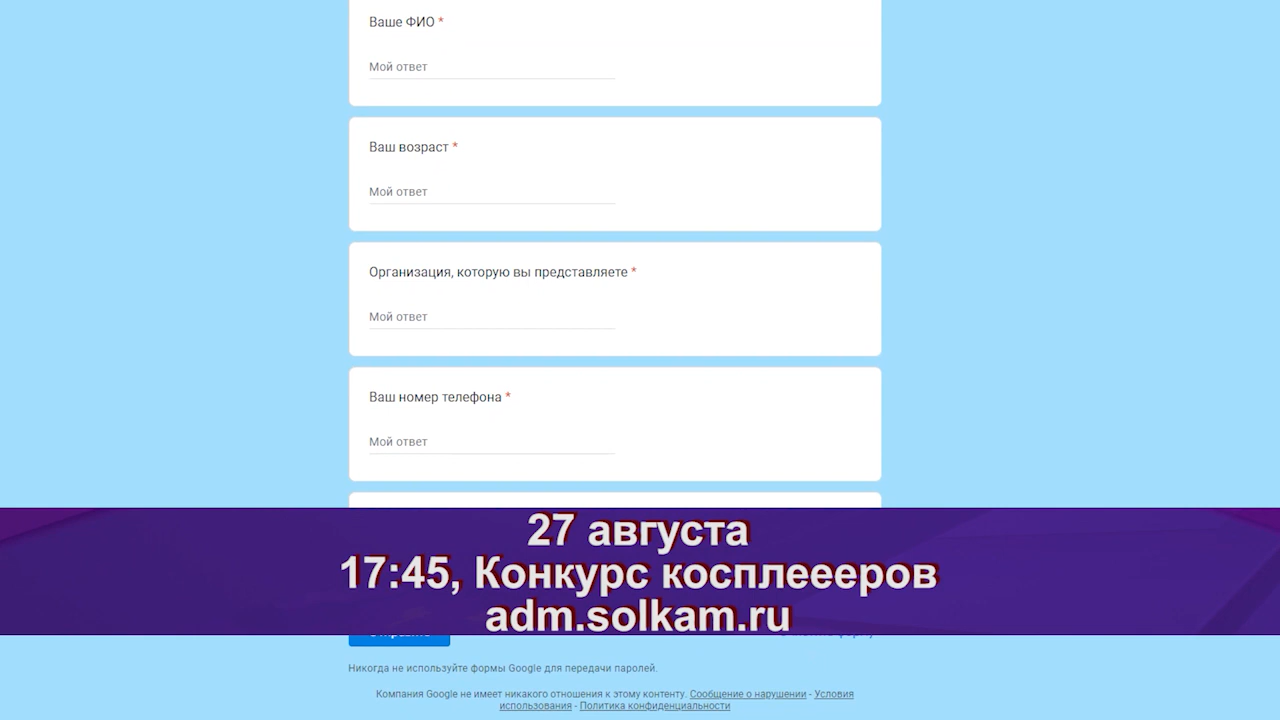 Ваше ФИО *
Мой ответ
Ваш возраст *
Мой ответ
Организация, которую вы представляете *
Мой ответ
Ваш номер телефона *
Мой ответ
27 августа
17:45, Конкурс косплеееров
adm.solkam.ru
Никогда не используйте формы Google для передачи паролей.
Компания Google не имеет никакого отношения к этому контенту. Сообщение о нарушении - Условия
использования - Политика конфиденциальности